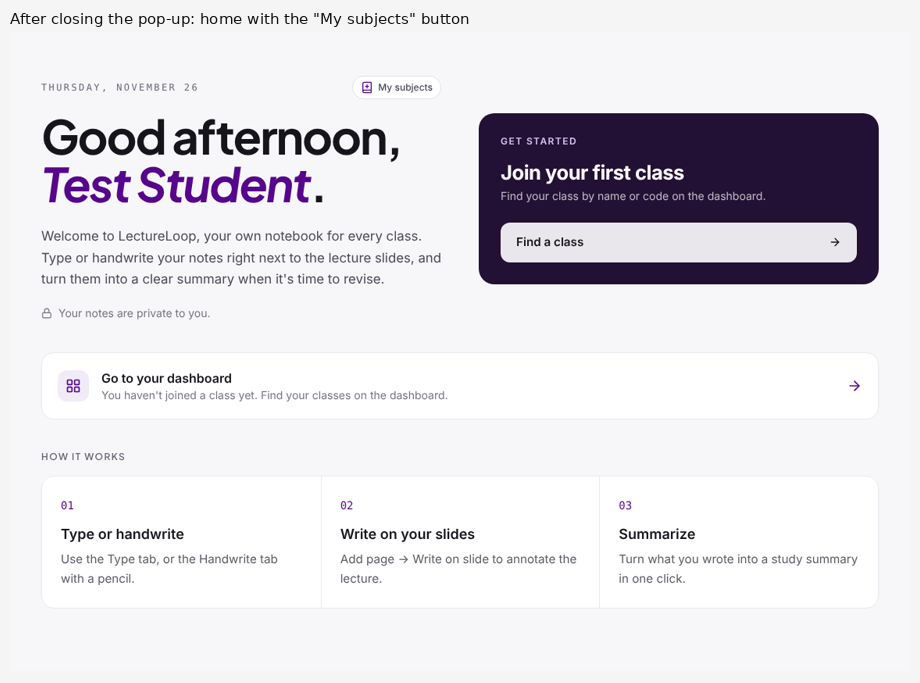 After closing the pop-up: home with the "My subjects" button
THURSDAY, NOVEMBER 26
My subjects
Good afternoon,
Test Student.
Welcome to LectureLoop, your own notebook for every class.
Type or handwrite your notes right next to the lecture slides, and
turn them into a clear summary when it's time to revise.
Your notes are private to you.
GET STARTED
Join your first class
Find your class by name or code on the dashboard.
Find a class →
Go to your dashboard
You haven't joined a class yet. Find your classes on the dashboard.
HOW IT WORKS
01
Type or handwrite
Use the Type tab, or the Handwrite tab
with a pencil.
02
Write on your slides
Add page → Write on slide to annotate the
lecture.
03
Summarize
Turn what you wrote into a study summary
in one click.